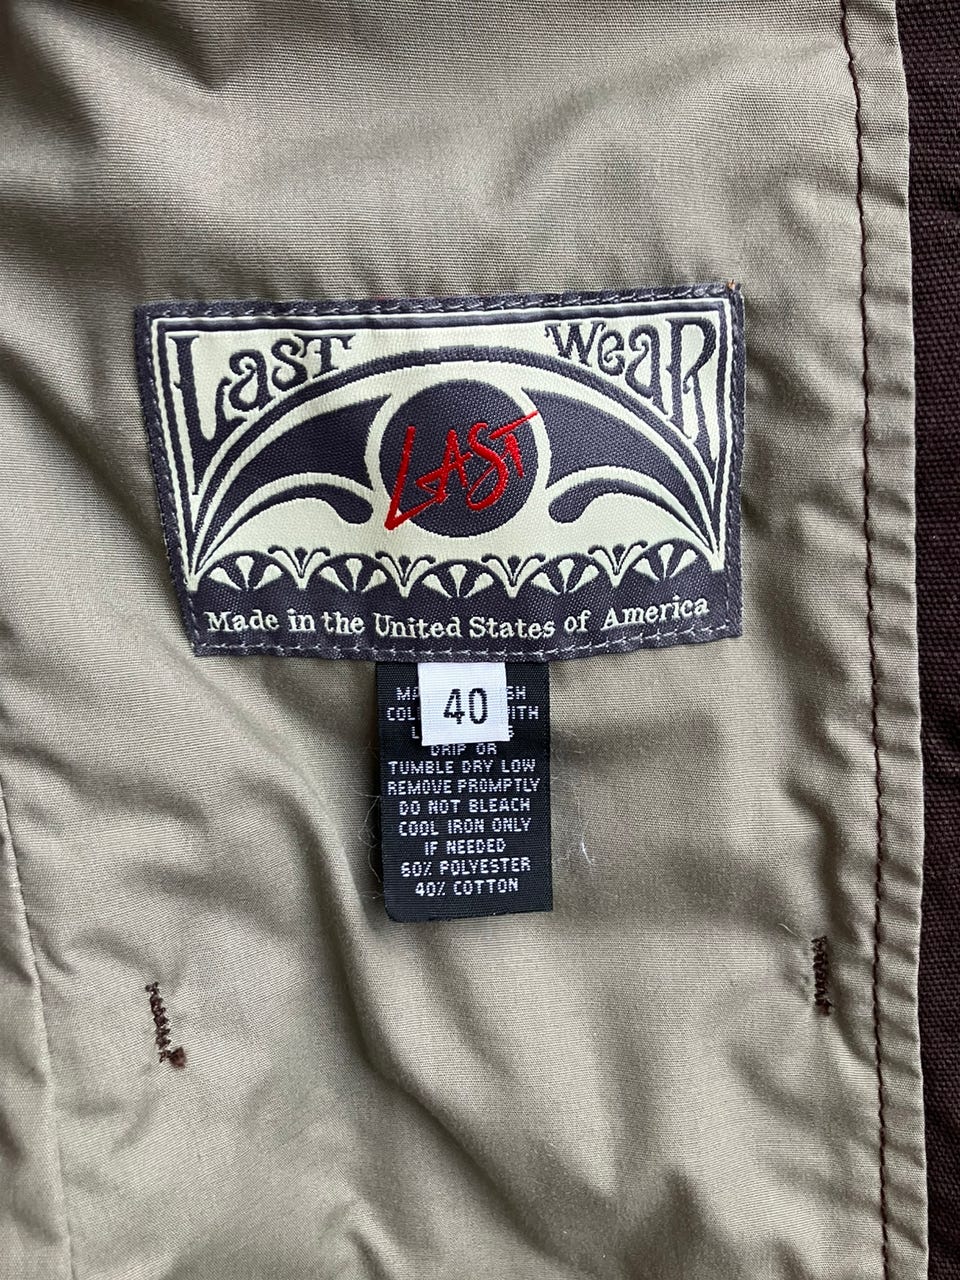 Last Wear
LAST
Made in the United States of America
40
DRIP OR
TUMBLE DRY LOW
REMOVE PROMPTLY
DO NOT BLEACH
COOL IRON ONLY
IF NEEDED
60% POLYESTER
40% COTTON